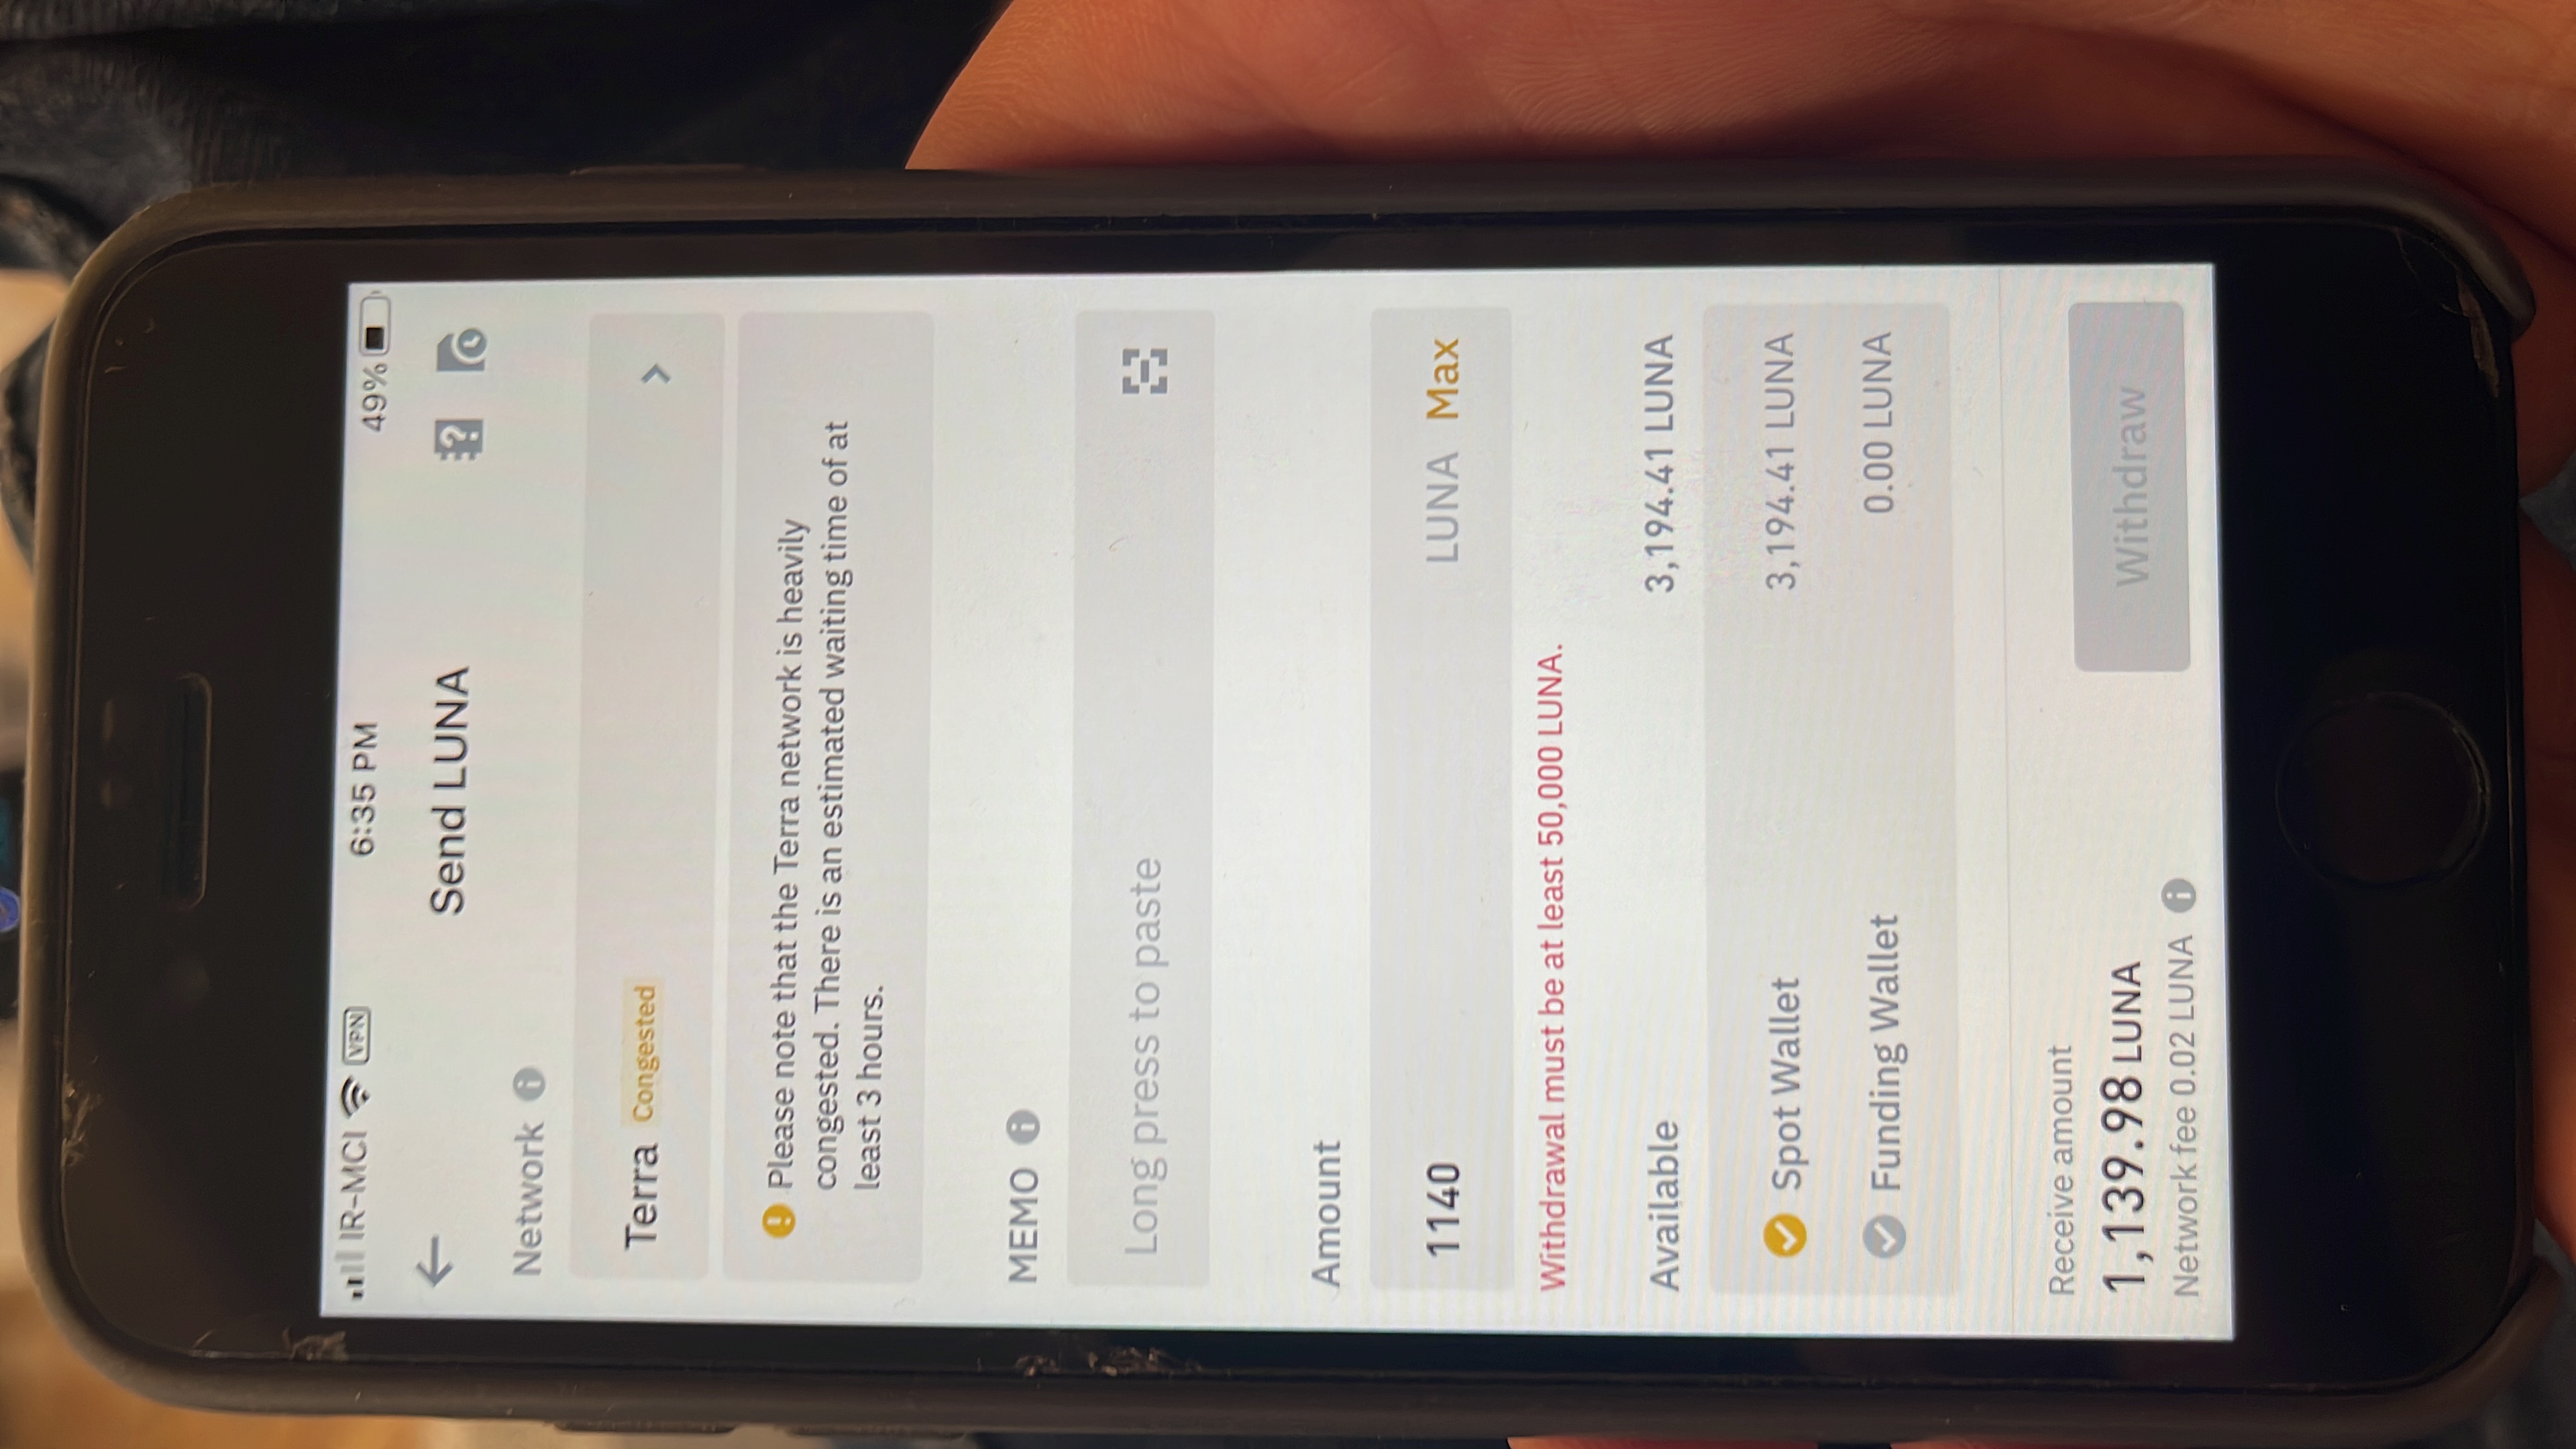 IR-MCI VPN 6:35 PM 49%
Send LUNA
Network
Terra Congested
Please note that the Terra network is heavily
congested. There is an estimated waiting time of at
least 3 hours.
MEMO
Long press to paste
Amount
1140 LUNA Max
Withdrawal must be at least 50,000 LUNA.
Available 3,194.41 LUNA
Spot Wallet 3,194.41 LUNA
Funding Wallet 0.00 LUNA
Receive amount
1,139.98 LUNA
Withdraw
Network fee 0.02 LUNA